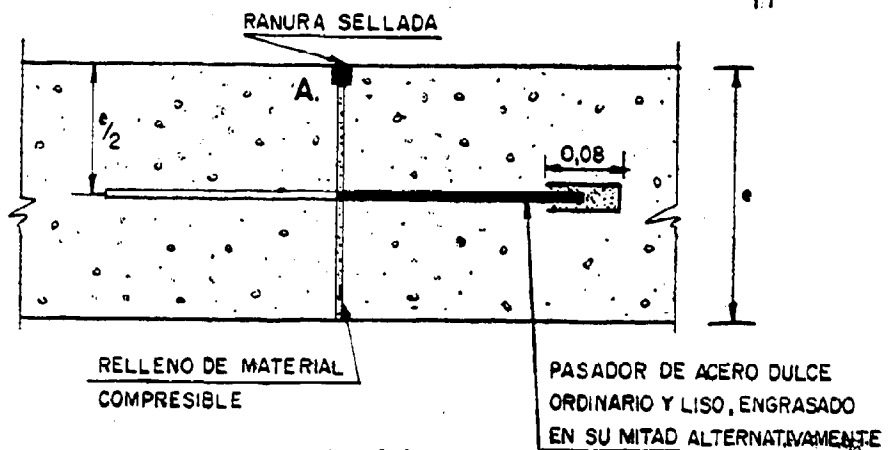 RANURA SELLADA
A.
e/2
0,08
e
RELLENO DE MATERIAL
COMPRESIBLE
PASADOR DE ACERO DULCE
ORDINARIO Y LISO, ENGRASADO
EN SU MITAD ALTERNATIVAMENTE